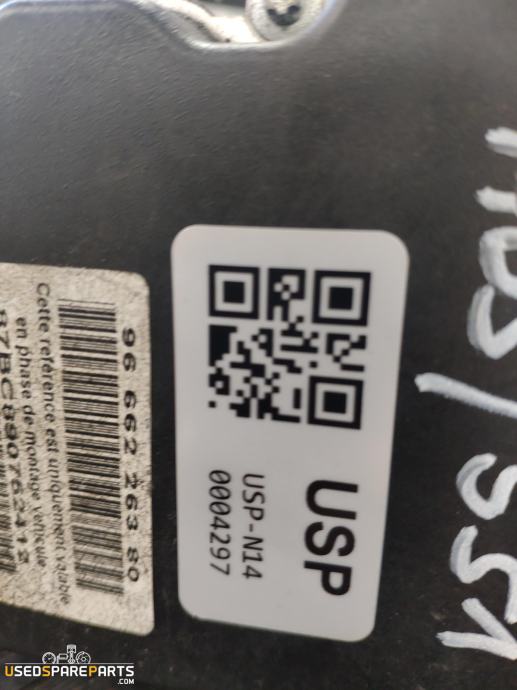 96 662 263 80
Cette référence est uniquement valable
en phase de montage véhicule
USP
USP-N14
0004297
USEDSPAREPARTS
.COM